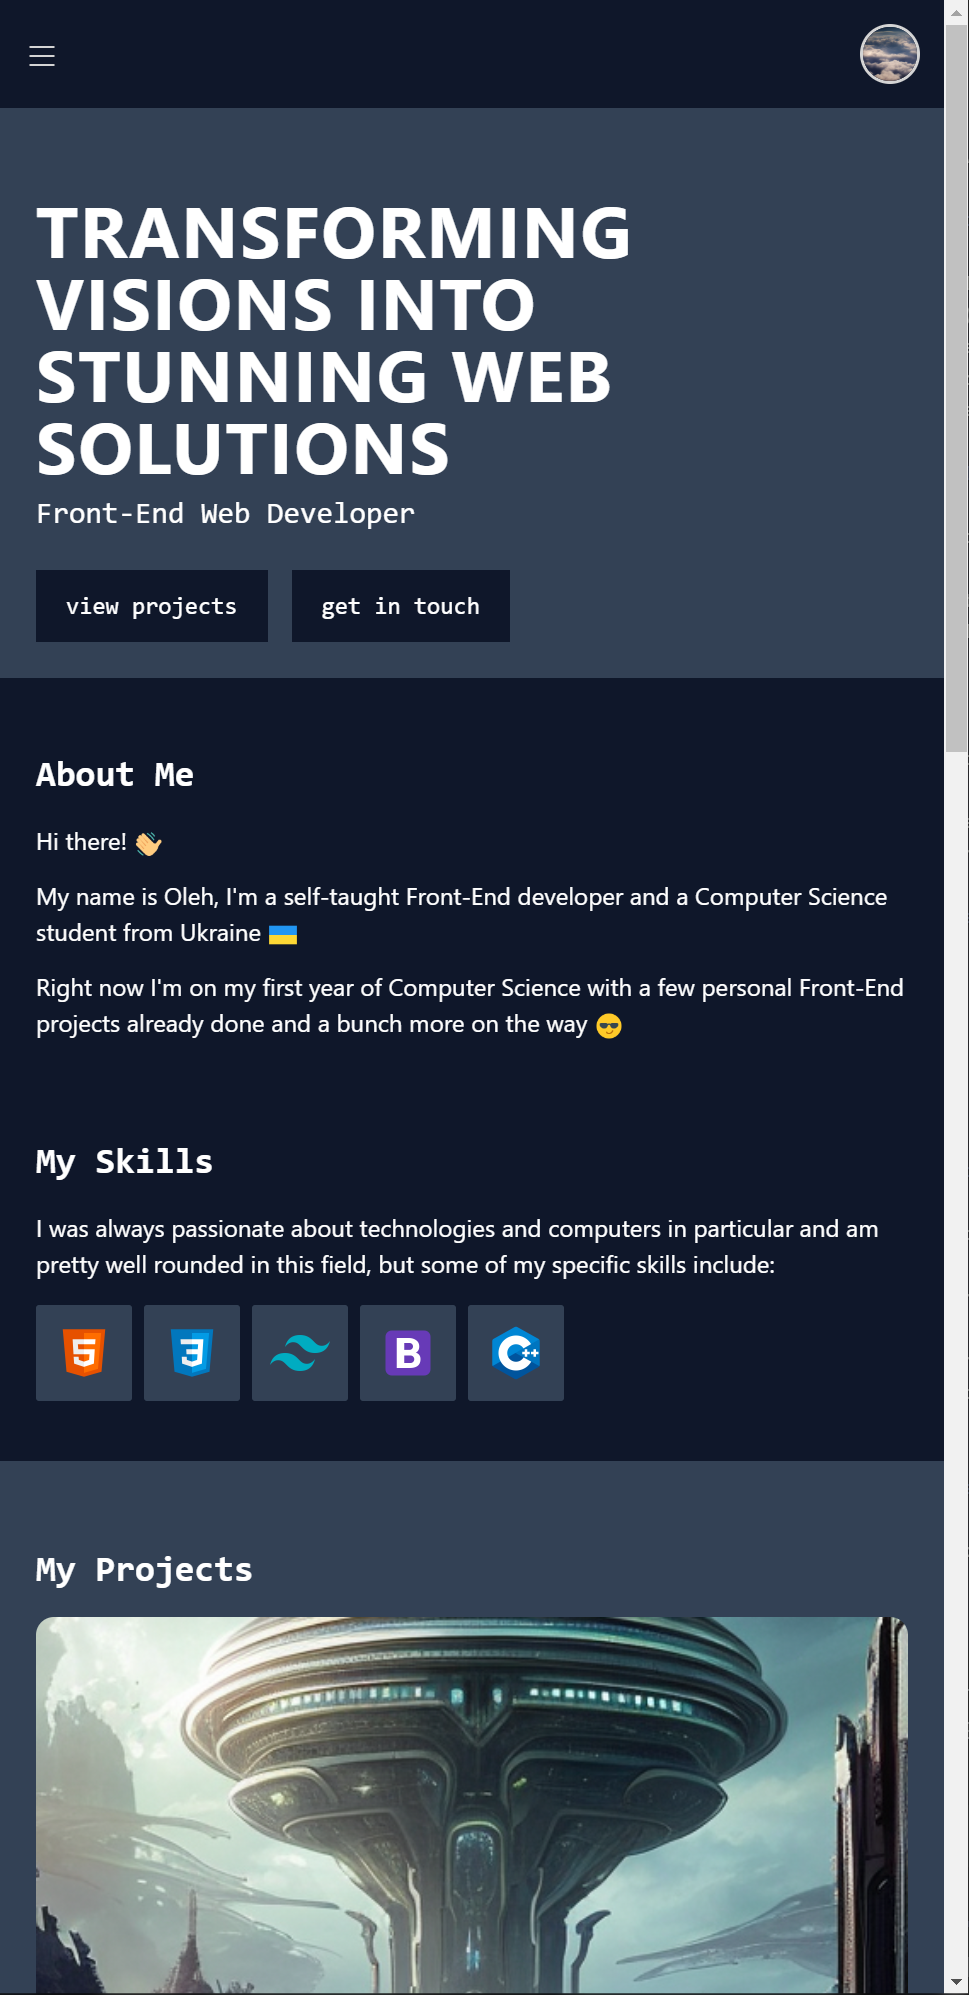 TRANSFORMING
VISIONS INTO
STUNNING WEB
SOLUTIONS
Front-End Web Developer
view projects
get in touch
About Me
Hi there! 👋
My name is Oleh, I'm a self-taught Front-End developer and a Computer Science
student from Ukraine 🇺🇦
Right now I'm on my first year of Computer Science with a few personal Front-End
projects already done and a bunch more on the way 😎
My Skills
I was always passionate about technologies and computers in particular and am
pretty well rounded in this field, but some of my specific skills include:
5
3
B
C++
My Projects